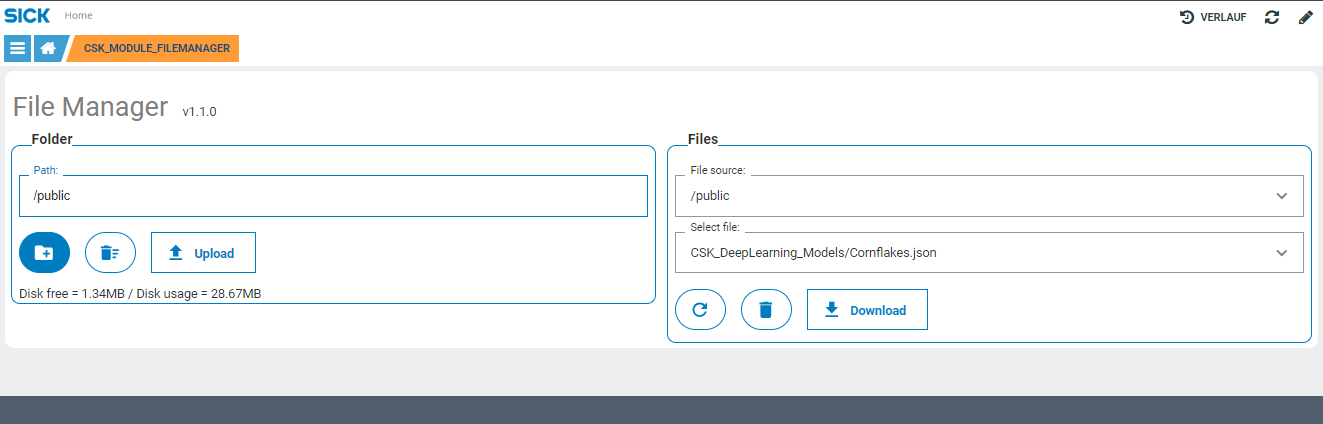 SICK Home
VERLAUF
CSK_MODULE_FILEMANAGER
File Manager v1.1.0
Folder
Path:
/public
Upload
Disk free = 1.34MB / Disk usage = 28.67MB
Files
File source:
/public
Select file:
CSK_DeepLearning_Models/Cornflakes.json
Download